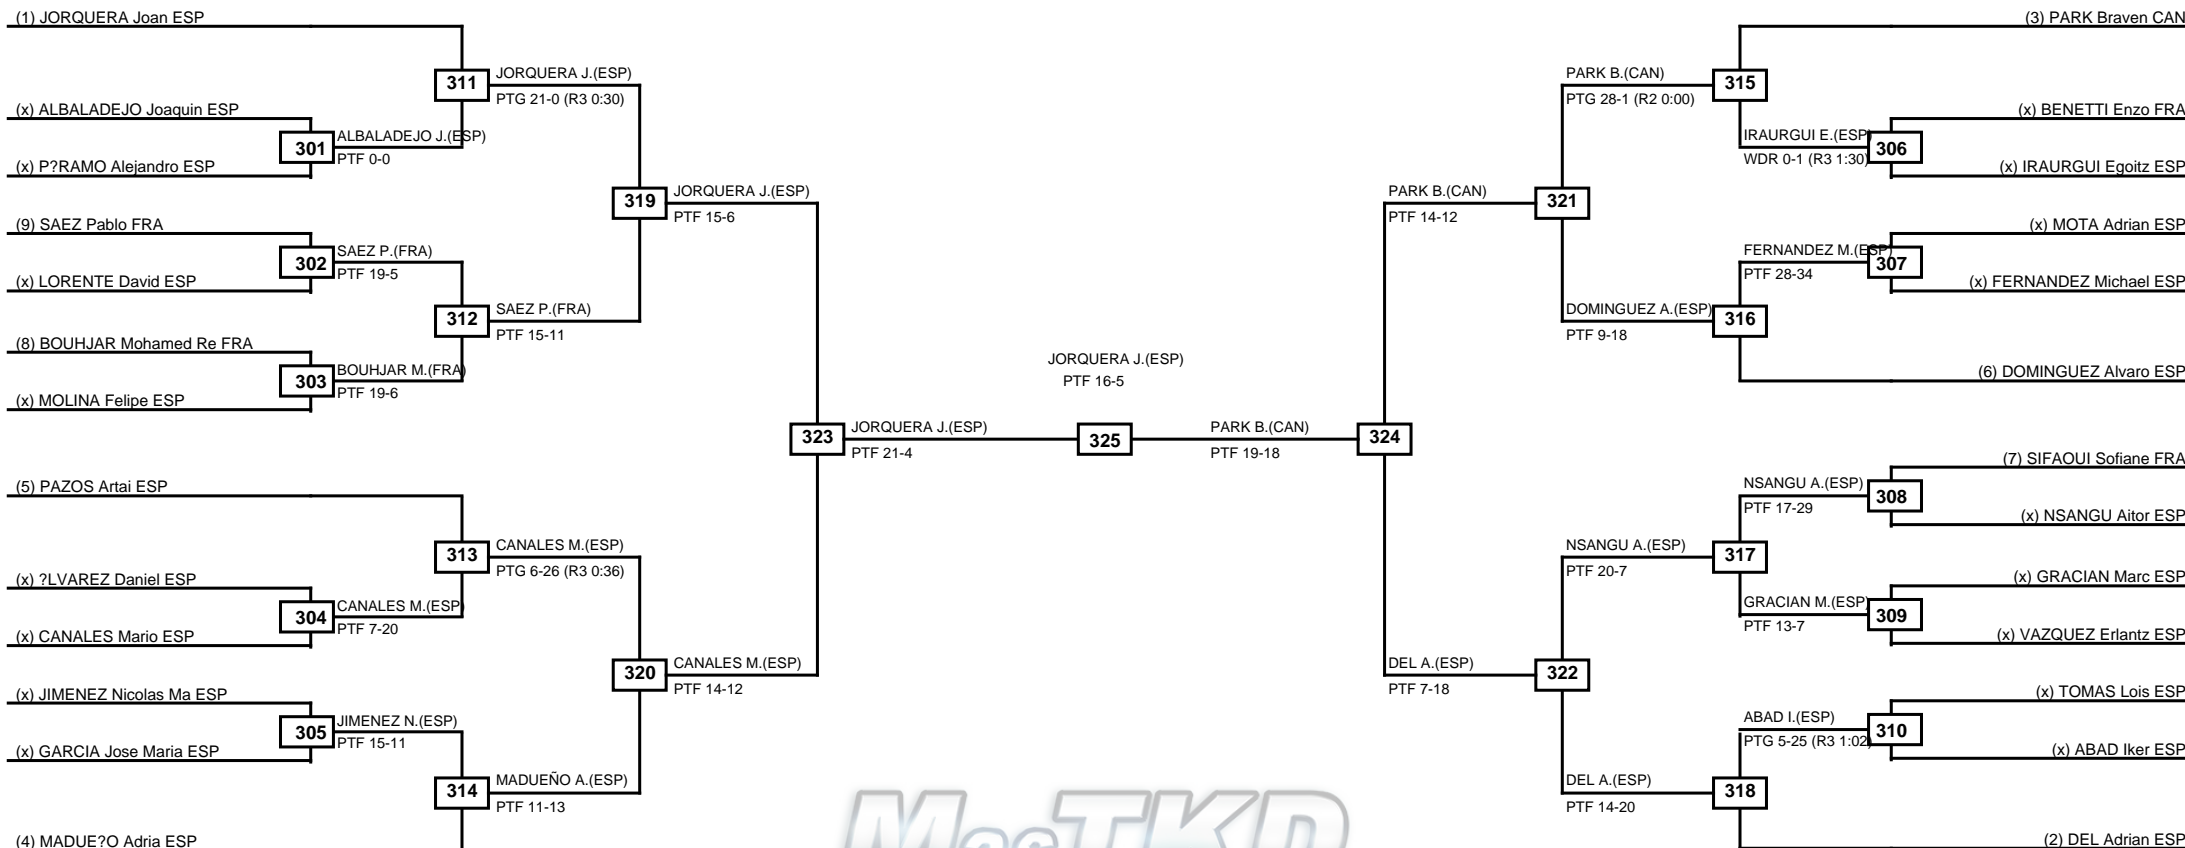 (1) JORQUERA Joan ESP
(x) ALBALADEJO Joaquin ESP
(x) P?RAMO Alejandro ESP
(9) SAEZ Pablo FRA
(x) LORENTE David ESP
(8) BOUHJAR Mohamed Re FRA
(x) MOLINA Felipe ESP
(5) PAZOS Artai ESP
(x) ?LVAREZ Daniel ESP
(x) CANALES Mario ESP
(x) JIMENEZ Nicolas Ma ESP
(x) GARCIA Jose Maria ESP
(4) MADUE?O Adria ESP
301
ALBALADEJO J.(ESP)
PTF 0-0
302
SAEZ P.(FRA)
PTF 19-5
303
BOUHJAR M.(FRA)
PTF 19-6
304
CANALES M.(ESP)
PTF 7-20
305
JIMENEZ N.(ESP)
PTF 15-11
311
JORQUERA J.(ESP)
PTG 21-0 (R3 0:30)
312
SAEZ P.(FRA)
PTF 15-11
313
CANALES M.(ESP)
PTG 6-26 (R3 0:36)
314
MADUEÑO A.(ESP)
PTF 11-13
319
JORQUERA J.(ESP)
PTF 15-6
320
CANALES M.(ESP)
PTF 14-12
323
JORQUERA J.(ESP)
PTF 21-4
JORQUERA J.(ESP)
PTF 16-5
325
PARK B.(CAN)
PTF 19-18
324
PARK B.(CAN)
PTF 14-12
321
DEL A.(ESP)
PTF 7-18
322
PARK B.(CAN)
PTG 28-1 (R2 0:00)
315
DOMINGUEZ A.(ESP)
PTF 9-18
316
NSANGU A.(ESP)
PTF 20-7
317
DEL A.(ESP)
PTF 14-20
318
IRAURGUI E.(ESP)
WDR 0-1 (R3 1:30)
306
FERNANDEZ M.(ESP)
PTF 28-34
307
NSANGU A.(ESP)
PTF 17-29
308
GRACIAN M.(ESP)
PTF 13-7
309
ABAD I.(ESP)
PTG 5-25 (R3 1:02)
310
(3) PARK Braven CAN
(x) BENETTI Enzo FRA
(x) IRAURGUI Egoitz ESP
(x) MOTA Adrian ESP
(x) FERNANDEZ Michael ESP
(6) DOMINGUEZ Alvaro ESP
(7) SIFAOUI Sofiane FRA
(x) NSANGU Aitor ESP
(x) GRACIAN Marc ESP
(x) VAZQUEZ Erlantz ESP
(x) TOMAS Lois ESP
(x) ABAD Iker ESP
(2) DEL Adrian ESP
MasTKD